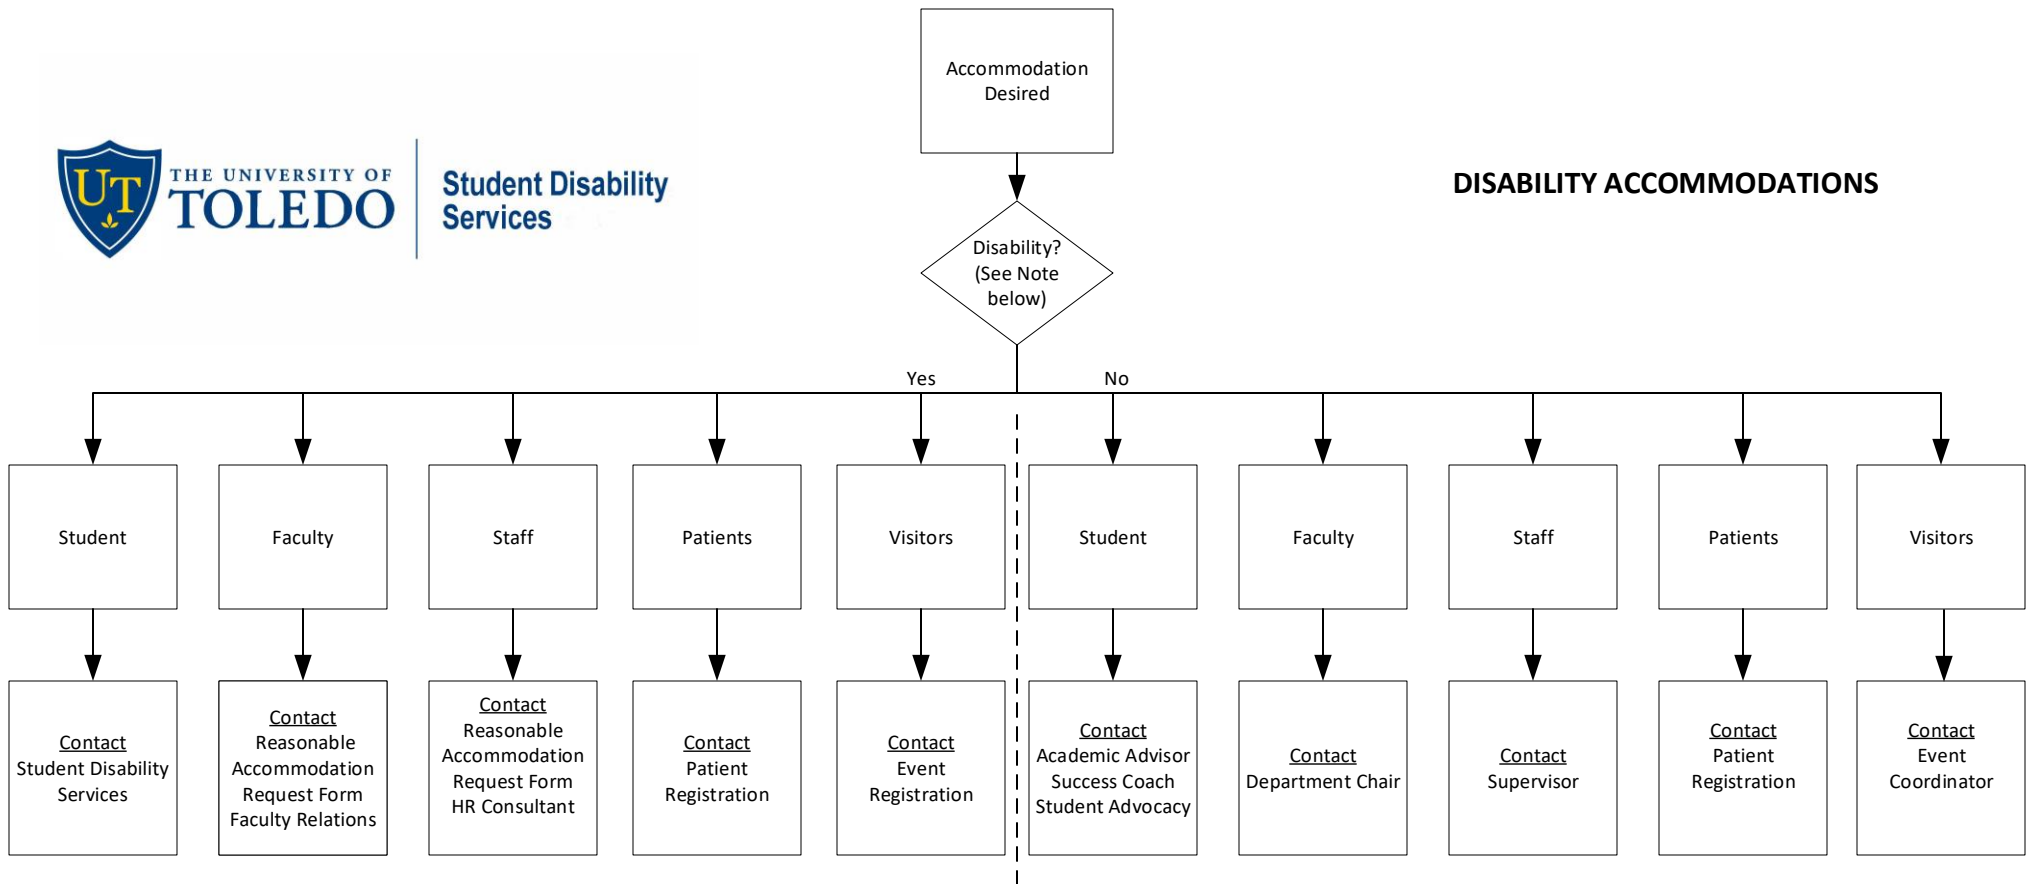 Accommodation
Desired
UT
THE UNIVERSITY OF
TOLEDO
Student Disability
Services
DISABILITY ACCOMMODATIONS
Disability?
(See Note
below)
Yes
No
Student
Faculty
Staff
Patients
Visitors
Student
Faculty
Staff
Patients
Visitors
Contact
Student Disability
Services
Contact
Reasonable
Accommodation
Request Form
Faculty Relations
Contact
Reasonable
Accommodation
Request Form
HR Consultant
Contact
Patient
Registration
Contact
Event
Registration
Contact
Academic Advisor
Success Coach
Student Advocacy
Contact
Department Chair
Contact
Supervisor
Contact
Patient
Registration
Contact
Event
Coordinator